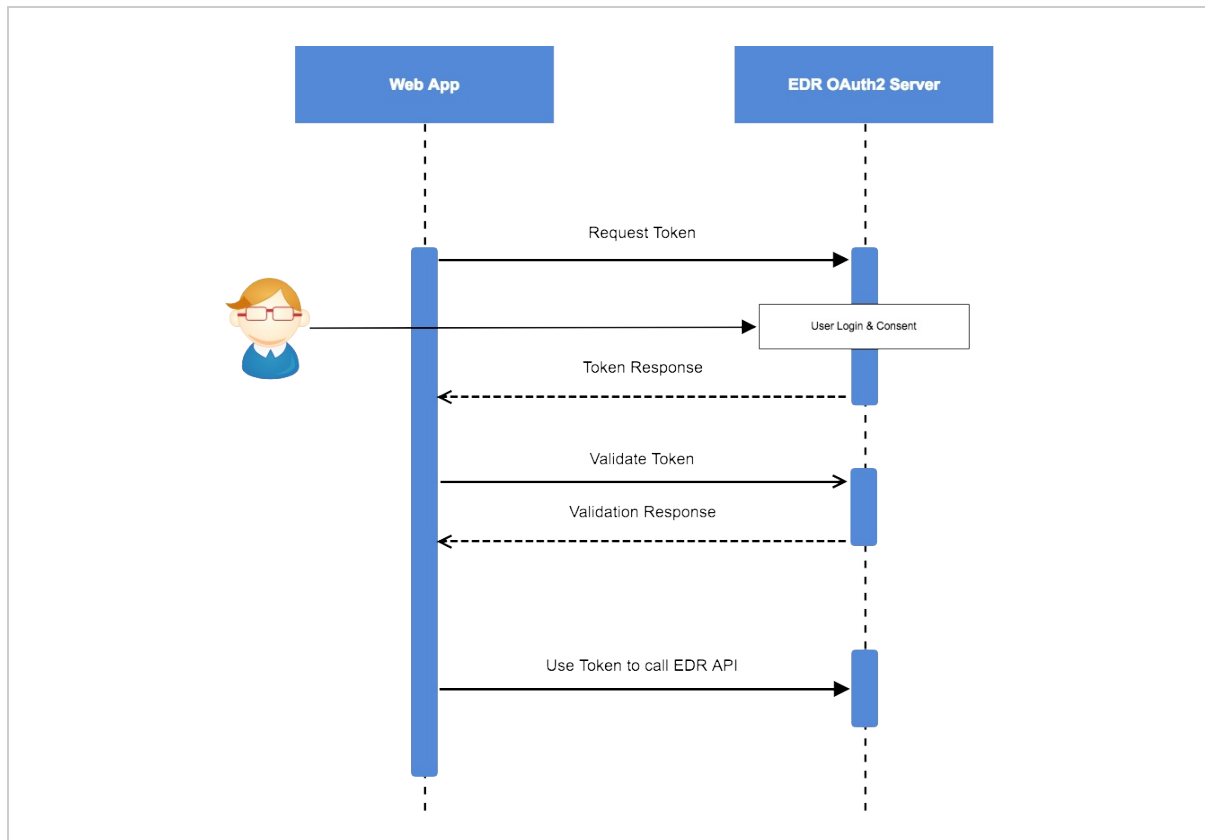 Web App
EDR OAuth2 Server
Request Token
User Login & Consent
Token Response
Validate Token
Validation Response
Use Token to call EDR API